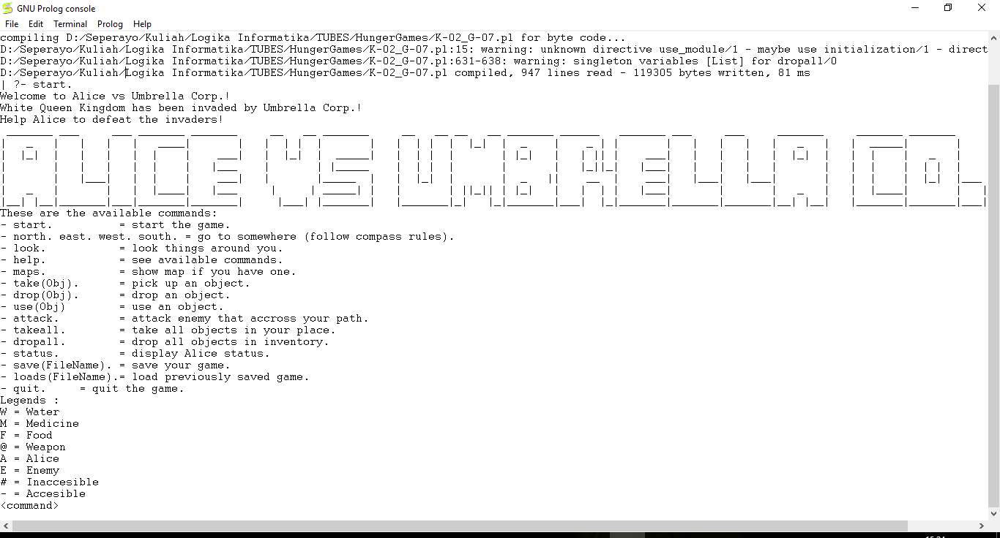 GNU Prolog console
File Edit Terminal Prolog Help
compiling D:/Seperayo/Kuliah/Logika Informatika/TUBES/HungerGames/K-02_G-07.pl for byte code...
D:/Seperayo/Kuliah/Logika Informatika/TUBES/HungerGames/K-02_G-07.pl:15: warning: unknown directive use_module/1 - maybe use initialization/1 - direct
D:/Seperayo/Kuliah/Logika Informatika/TUBES/HungerGames/K-02_G-07.pl:631-638: warning: singleton variables [List] for dropall/0
D:/Seperayo/Kuliah/Logika Informatika/TUBES/HungerGames/K-02_G-07.pl compiled, 947 lines read - 119305 bytes written, 81 ms
| ?- start.
Welcome to Alice vs Umbrella Corp.!
White Queen Kingdom has been invaded by Umbrella Corp.!
Help Alice to defeat the invaders!
ALICE VS UMBRELLA CO.
These are the available commands:
- start. = start the game.
- north. east. west. south. = go to somewhere (follow compass rules).
- look. = look things around you.
- help. = see available commands.
- maps. = show map if you have one.
- take(Obj). = pick up an object.
- drop(Obj). = drop an object.
- use(Obj) = use an object.
- attack. = attack enemy that accross your path.
- takeall. = take all objects in your place.
- dropall. = drop all objects in inventory.
- status. = display Alice status.
- save(FileName). = save your game.
- loads(FileName).= load previously saved game.
- quit. = quit the game.
Legends :
W = Water
M = Medicine
F = Food
@ = Weapon
A = Alice
E = Enemy
# = Inaccesible
- = Accesible
<command>